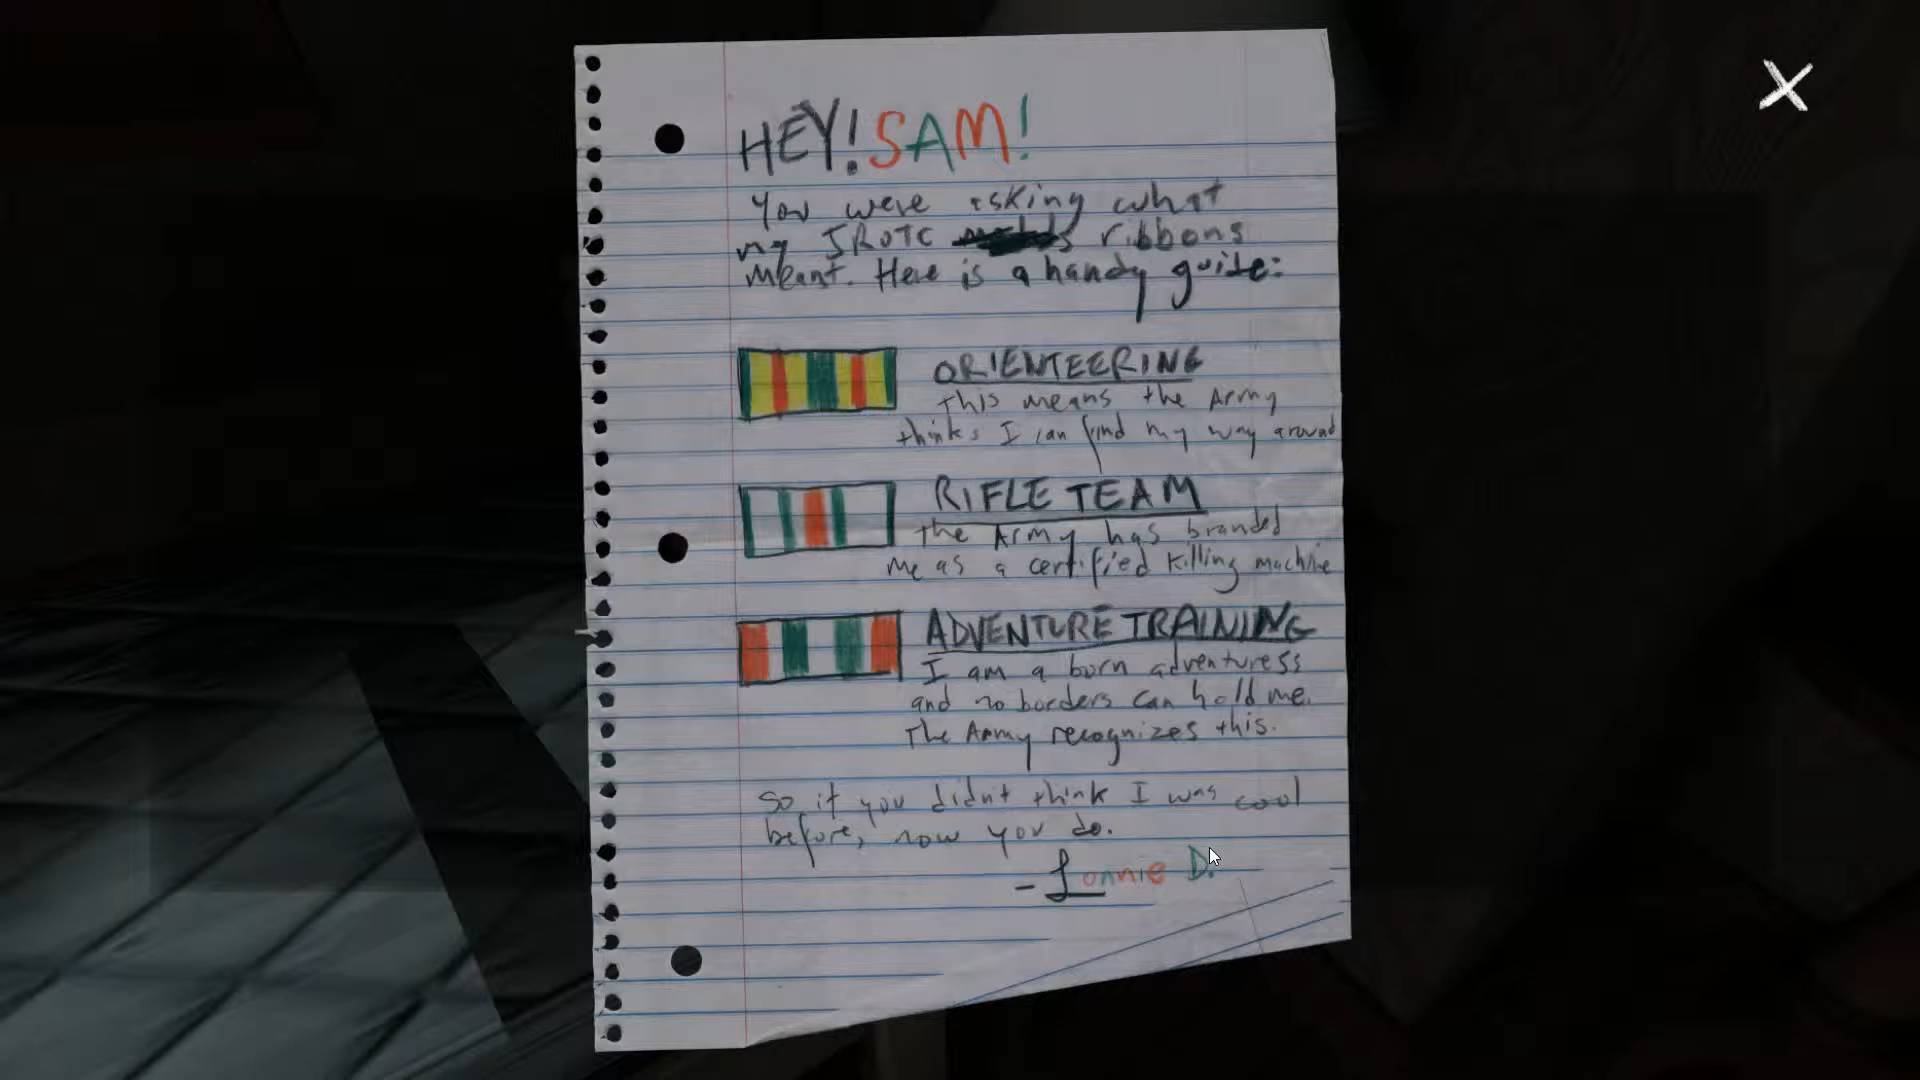 HEY! SAM!
You were asking what
my JROTC ribbons
meant. Here is a handy guide:
ORIENTEERING
This means the Army
thinks I can find my way around
RIFLE TEAM
The Army has branded
me as a certified killing machine
ADVENTURE TRAINING
I am a born adventuress
and no borders can hold me.
The Army recognizes this.
So if you didn't think I was cool
before, now you do.
- Lonnie D.